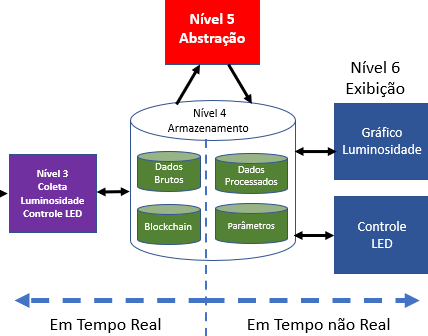 Nível 5
Abstração
Nível 6
Exibição
Nível 4
Armazenamento
Gráfico
Luminosidade
Dados
Brutos
Dados
Processados
Nível 3
Coleta
Luminosidade
Controle LED
Blockchain
Parâmetros
Controle
LED
Em Tempo Real
Em Tempo não Real